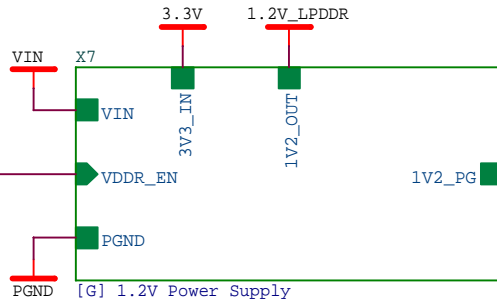 3.3V
1.2V_LPDDR
VIN
X7
3V3_IN
1V2_OUT
VIN
VDDR_EN
1V2_PG
PGND
PGND
[G] 1.2V Power Supply